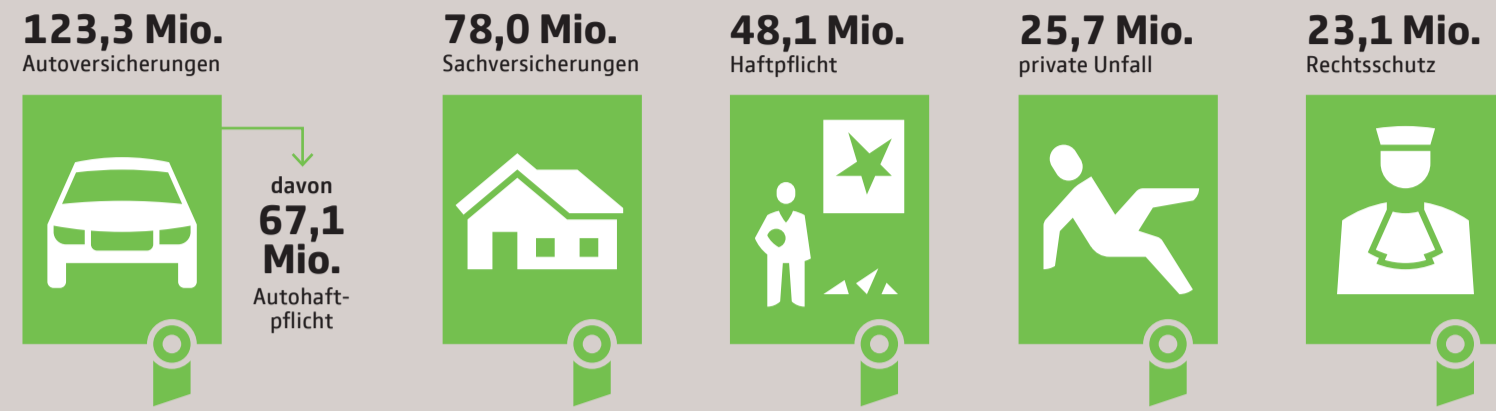 123,3 Mio.
Autoversicherungen
davon
67,1
Mio.
Autohaft-
pflicht
78,0 Mio.
Sachversicherungen
48,1 Mio.
Haftpflicht
25,7 Mio.
private Unfall
23,1 Mio.
Rechtsschutz